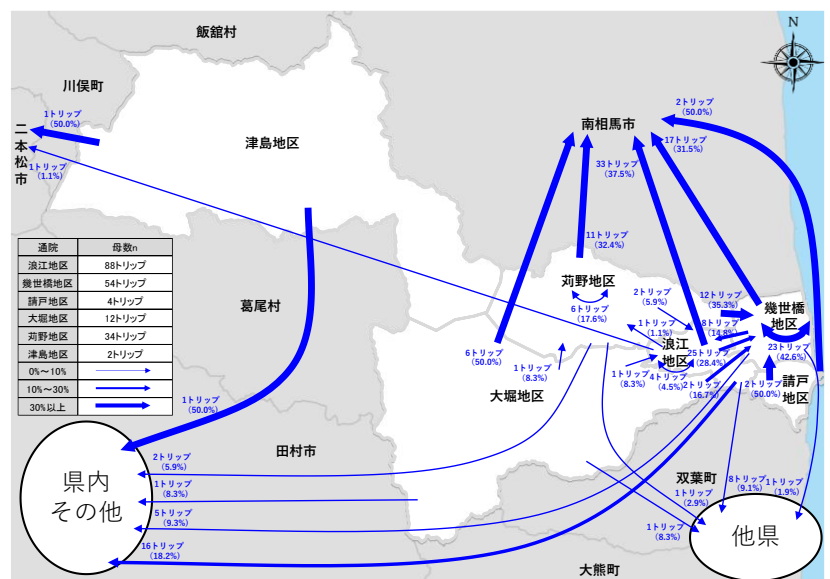 飯舘村
N
川俣町
二本松市
1トリップ
(50.0%)
1トリップ
(1.1%)
津島地区
南相馬市
2トリップ
(50.0%)
17トリップ
(31.5%)
33トリップ
(37.5%)
11トリップ
(32.4%)
通院 母数n
浪江地区 88トリップ
幾世橋地区 54トリップ
請戸地区 4トリップ
大堀地区 12トリップ
苅野地区 34トリップ
津島地区 2トリップ
0%~10%
10%~30%
30%以上
葛尾村
苅野地区
6トリップ
(17.6%)
2トリップ
(5.9%)
12トリップ
(35.3%)
幾世橋
地区
1トリップ
(1.1%)
8トリップ
(14.8%)
浪江
地区
25トリップ
(28.4%)
23トリップ
(42.6%)
6トリップ
(50.0%)
1トリップ
(8.3%)
1トリップ
(8.3%)
4トリップ
(4.5%)
2トリップ
(16.7%)
2トリップ
(50.0%)
請戸
地区
大堀地区
1トリップ
(50.0%)
田村市
2トリップ
(5.9%)
県内
その他
1トリップ
(8.3%)
5トリップ
(9.3%)
16トリップ
(18.2%)
双葉町
8トリップ
(9.1%)
1トリップ
(1.9%)
1トリップ
(2.9%)
1トリップ
(8.3%)
他県
大熊町